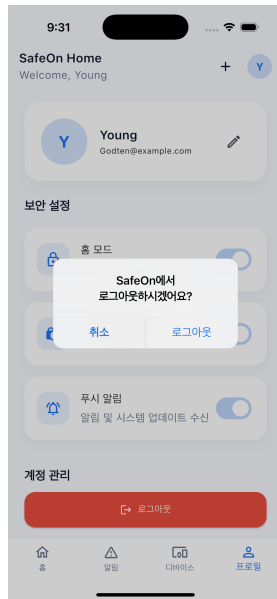 9:31
SafeOn Home
Welcome, Young
+
Y
Y
Young
Godten@example.com
보안 설정
홈 모드
SafeOn에서
로그아웃하시겠어요?
취소
로그아웃
푸시 알림
알림 및 시스템 업데이트 수신
계정 관리
로그아웃
홈
알림
디바이스
프로필